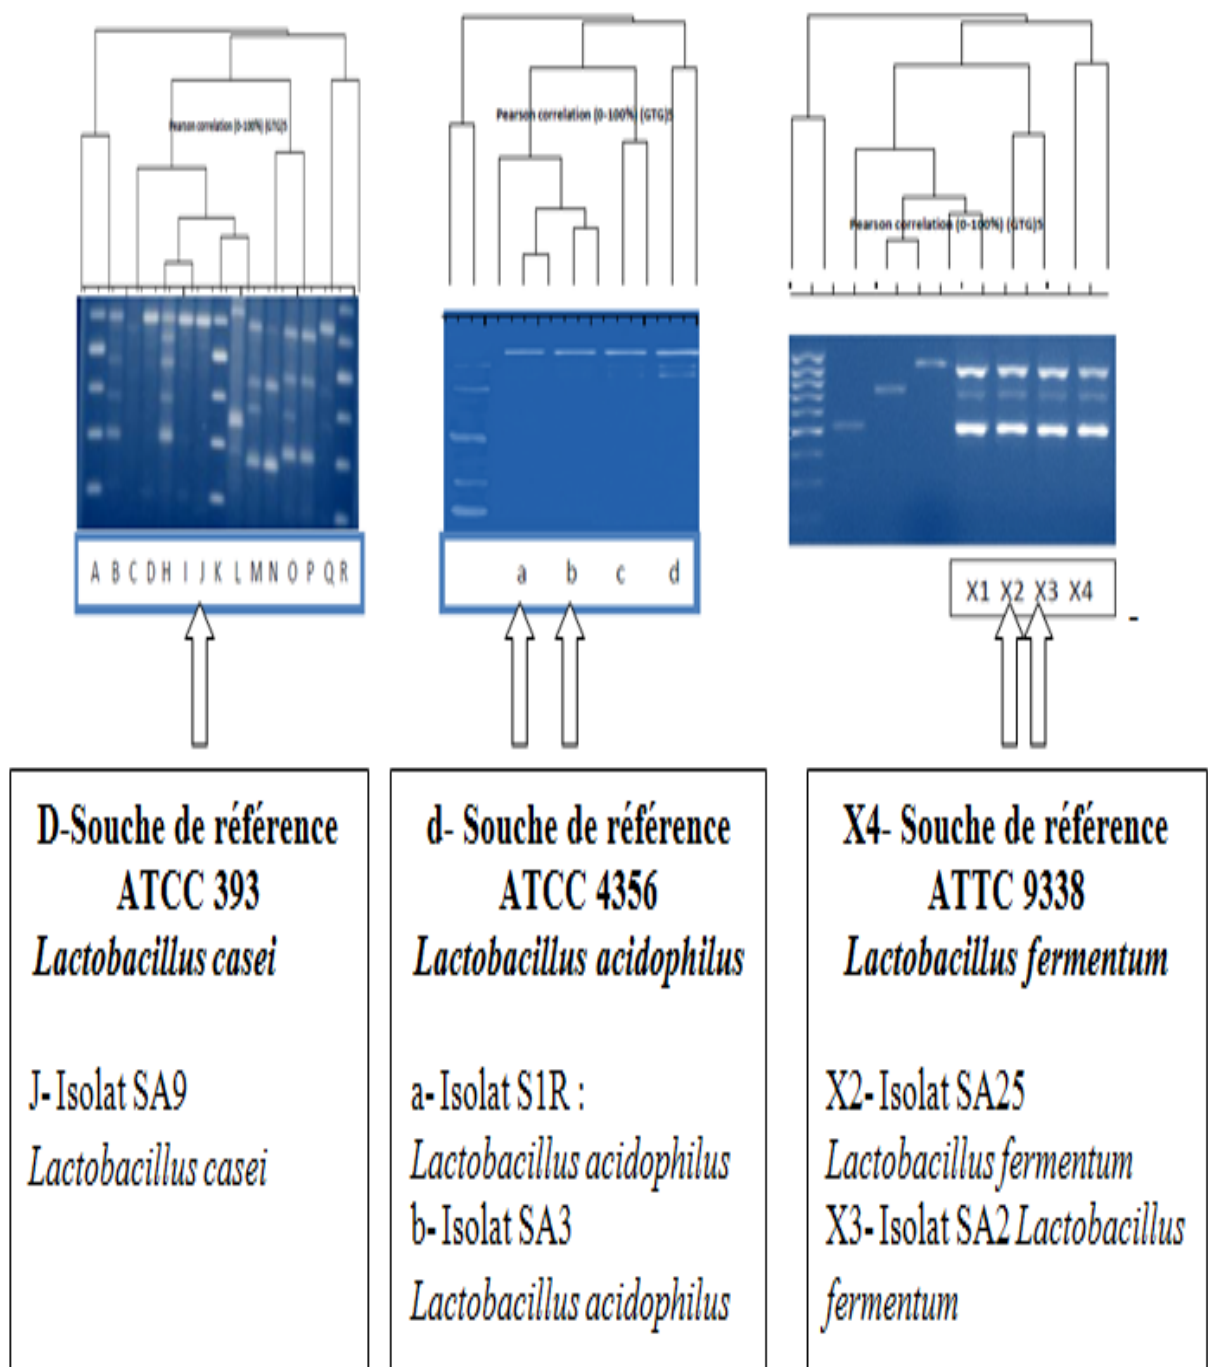 Pearson correlation (0-100%) (GTG)5
Pearson correlation (0-100%) (GTG)5
Pearson correlation (0-100%) (GTG)5
A B C D H I J K L M N O P Q R
a b c d
X1 X2 X3 X4
D-Souche de référence
ATCC 393
Lactobacillus casei
J- Isolat SA9
Lactobacillus casei
d- Souche de référence
ATCC 4356
Lactobacillus acidophilus
a- Isolat S1R :
Lactobacillus acidophilus
b- Isolat SA3
Lactobacillus acidophilus
X4- Souche de référence
ATTC 9338
Lactobacillus fermentum
X2- Isolat SA25
Lactobacillus fermentum
X3- Isolat SA2 Lactobacillus
fermentum